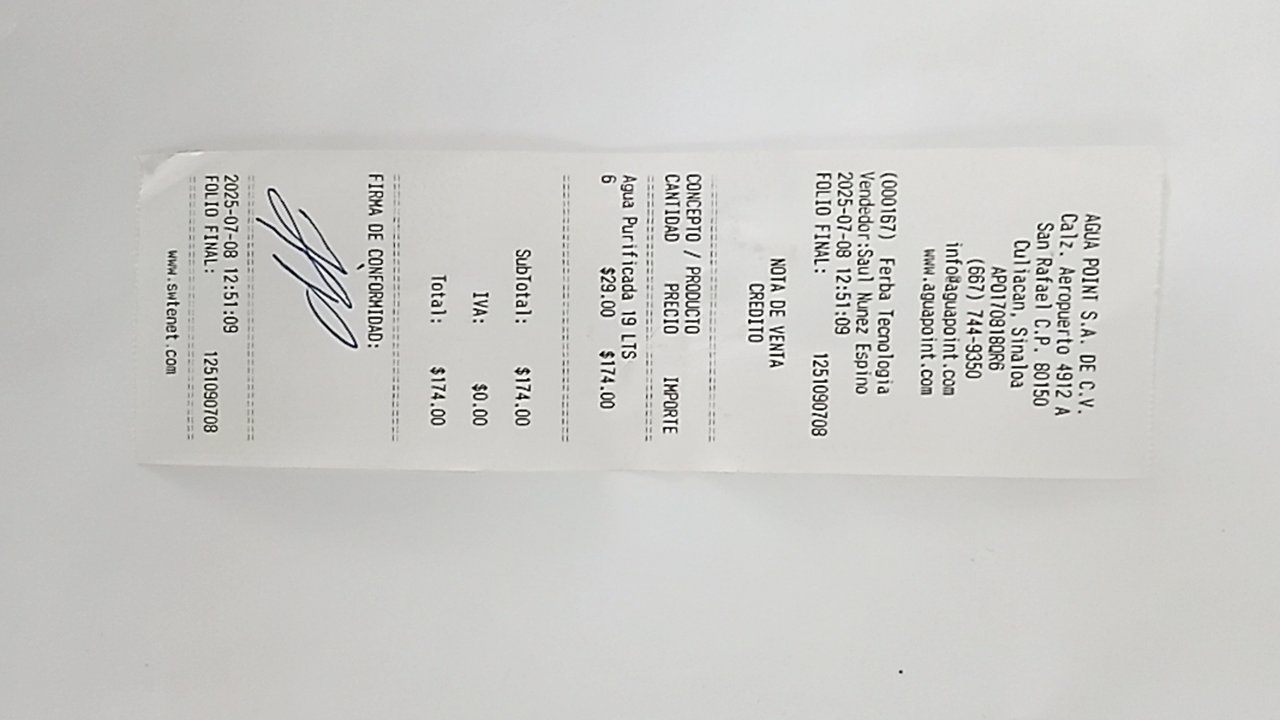 AGUA POINT S.A. DE C.V.
Calz. Aeropuerto 4912 A
San Rafael C.P. 80150
Culiacan, Sinaloa
APO170818QR6
(667) 744-9350
info@aguapoint.com
www.aguapoint.com
(000167) Ferba Tecnologia
Vendedor:Saul Nunez Espino
2025-07-08 12:51:09
FOLIO FINAL: 1251090708
NOTA DE VENTA
CREDITO
CONCEPTO / PRODUCTO
CANTIDAD PRECIO IMPORTE
Agua Purificada 19 LTS
6 $29.00 $174.00
SubTotal: $174.00
IVA: $0.00
Total: $174.00
FIRMA DE CONFORMIDAD:
2025-07-08 12:51:09
FOLIO FINAL: 1251090708
www.swtenet.com